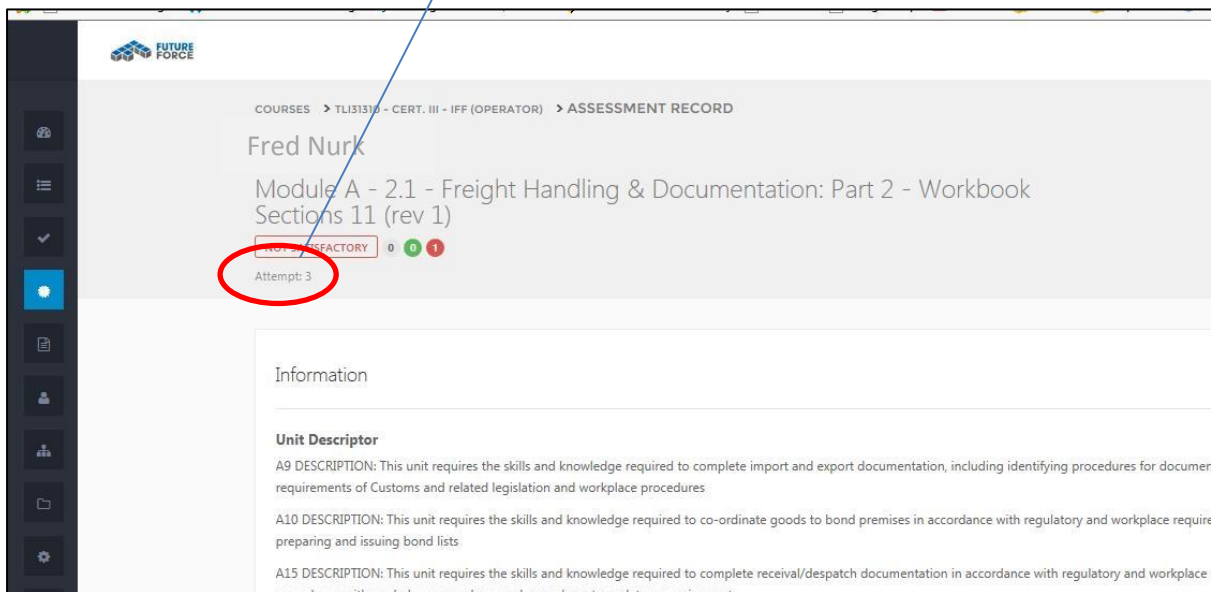 FUTURE
FORCE
COURSES > TLI31310 - CERT. III - IFF (OPERATOR) > ASSESSMENT RECORD
Fred Nurk
Module A - 2.1 - Freight Handling & Documentation: Part 2 - Workbook
Sections 11 (rev 1)
NOT SATISFACTORY 0 0 1
Attempt: 3
Information
Unit Descriptor
A9 DESCRIPTION: This unit requires the skills and knowledge required to complete import and export documentation, including identifying procedures for documen
requirements of Customs and related legislation and workplace procedures
A10 DESCRIPTION: This unit requires the skills and knowledge required to co-ordinate goods to bond premises in accordance with regulatory and workplace require
preparing and issuing bond lists
A15 DESCRIPTION: This unit requires the skills and knowledge required to complete receival/despatch documentation in accordance with regulatory and workplace